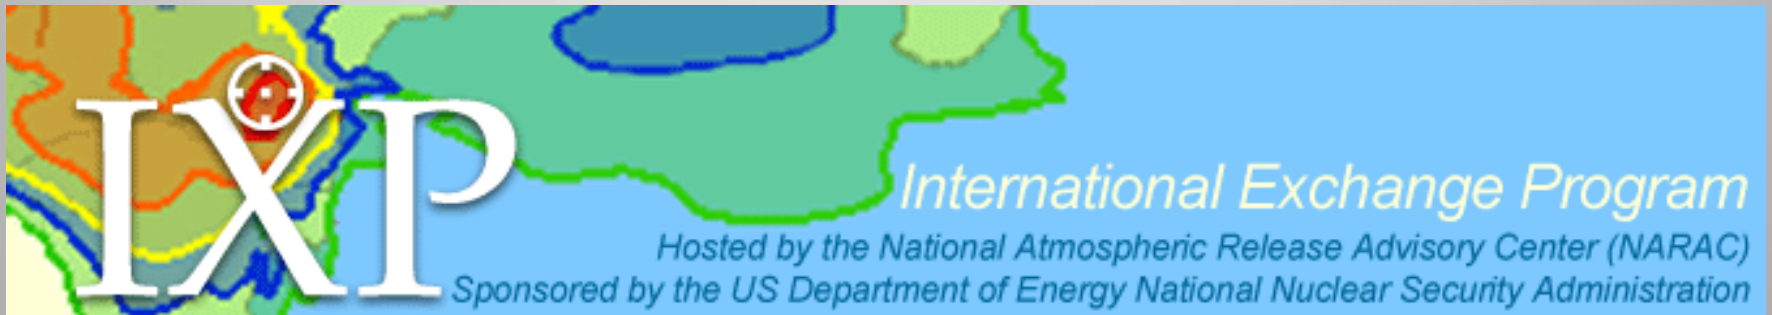 IXP
International Exchange Program
Hosted by the National Atmospheric Release Advisory Center (NARAC)
Sponsored by the US Department of Energy National Nuclear Security Administration